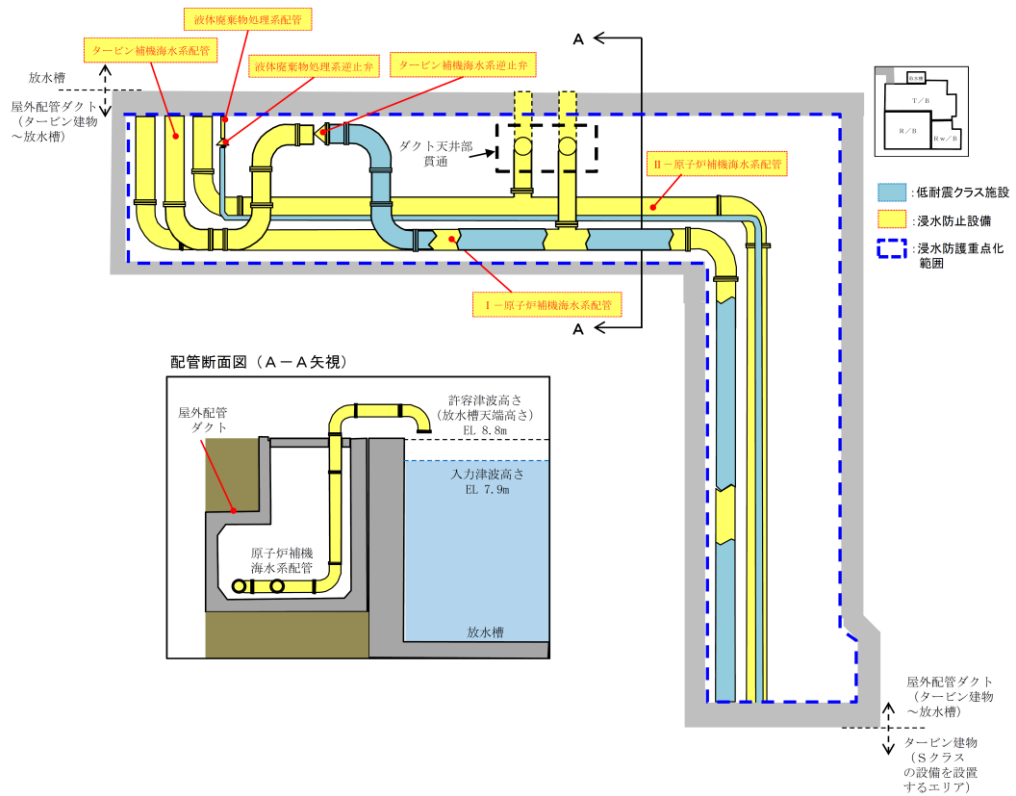 液体廃棄物処理系配管
タービン補機海水系配管
液体廃棄物処理系逆止弁
タービン補機海水系逆止弁
放水槽
屋外配管ダクト
(タービン建物
~放水槽)
A
ダクト天井部
貫通
Ⅱ-原子炉補機海水系配管
放水槽
T/B
R/B
Rw/B
:低耐震クラス施設
:浸水防止設備
:浸水防護重点化
範囲
Ⅰ-原子炉補機海水系配管
A
配管断面図(A-A矢視)
屋外配管
ダクト
許容津波高さ
(放水槽天端高さ)
EL 8.8m
入力津波高さ
EL 7.9m
原子炉補機
海水系配管
放水槽
屋外配管ダクト
(タービン建物
~放水槽)
タービン建物
(Sクラス
の設備を設置
するエリア)